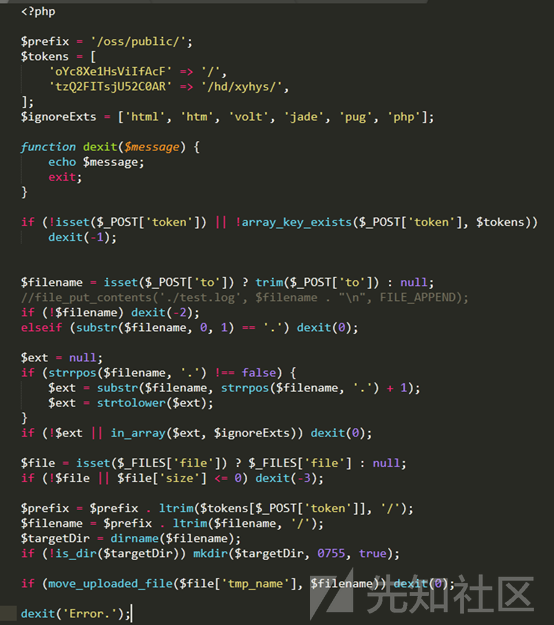 <?php
$prefix = '/oss/public/';
$tokens = [
    'oYc8Xe1HsViIfAcF' => '/',
    'tzQ2FITsjU52C0AR' => '/hd/xyhys/',
];
$ignoreExts = ['html', 'htm', 'volt', 'jade', 'pug', 'php'];
function dexit($message) {
    echo $message;
    exit;
}
if (!isset($_POST['token']) || !array_key_exists($_POST['token'], $tokens))
    dexit(-1);
$filename = isset($_POST['to']) ? trim($_POST['to']) : null;
//file_put_contents('./test.log', $filename . "\n", FILE_APPEND);
if (!$filename) dexit(-2);
elseif (substr($filename, 0, 1) == '.') dexit(0);
$ext = null;
if (strrpos($filename, '.') !== false) {
    $ext = substr($filename, strrpos($filename, '.') + 1);
    $ext = strtolower($ext);
}
if (!$ext || in_array($ext, $ignoreExts)) dexit(0);
$file = isset($_FILES['file']) ? $_FILES['file'] : null;
if (!$file || $file['size'] <= 0) dexit(-3);
$prefix = $prefix . ltrim($tokens[$_POST['token']], '/');
$filename = $prefix . ltrim($filename, '/');
$targetDir = dirname($filename);
if (!is_dir($targetDir)) mkdir($targetDir, 0755, true);
if (move_uploaded_file($file['tmp_name'], $filename)) dexit(0);
dexit('Error.');
先知社区